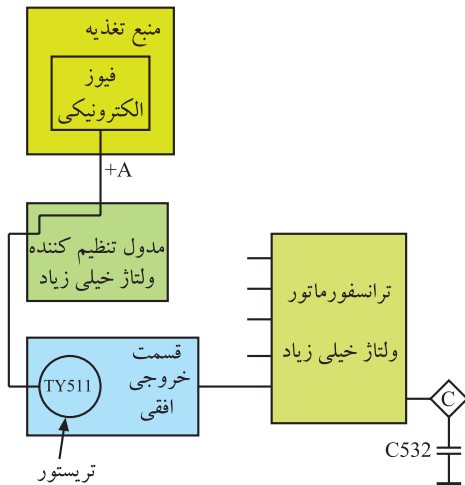 منبع تغذیه
فیوز
الکترونیکی
+A
مدول تنظیم کننده
ولتاژ خیلی زیاد
قسمت
خروجی
افقی
TY511
تریستور
ترانسفورماتور
ولتاژ خیلی زیاد
C
C532